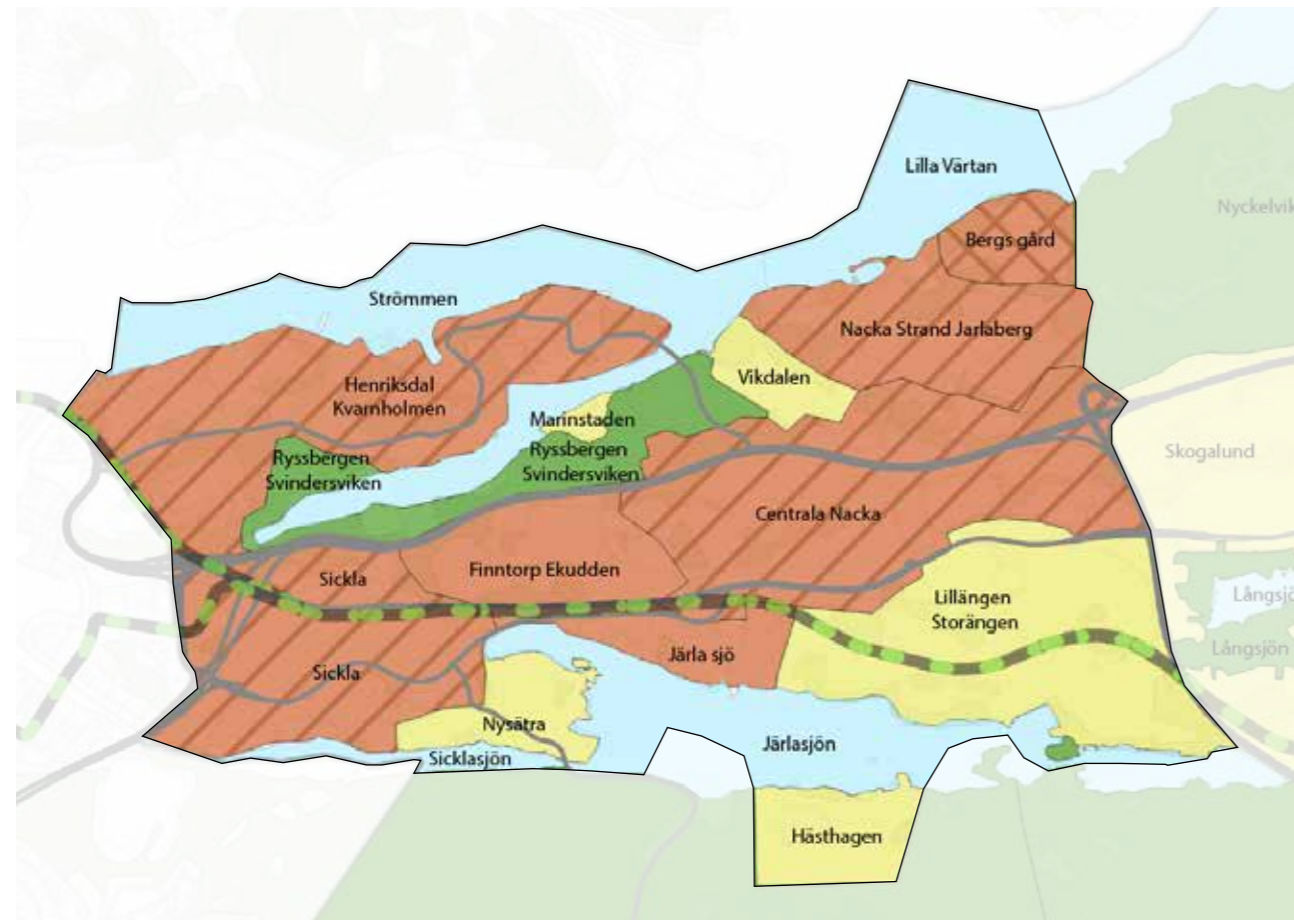 Lilla Värtan
Nyckelvik
Bergs gård
Strömmen
Nacka Strand Jarlaberg
Vikdalen
Henriksdal
Kvarnholmen
Marinstaden
Ryssbergen
Svindersviken
Ryssbergen
Svindersviken
Skogalund
Centrala Nacka
Sickla
Finntorp Ekudden
Lillängen
Storängen
Långsjö
Långsjön
Järla sjö
Sickla
Nysätra
Järlasjön
Sicklasjön
Hästhagen